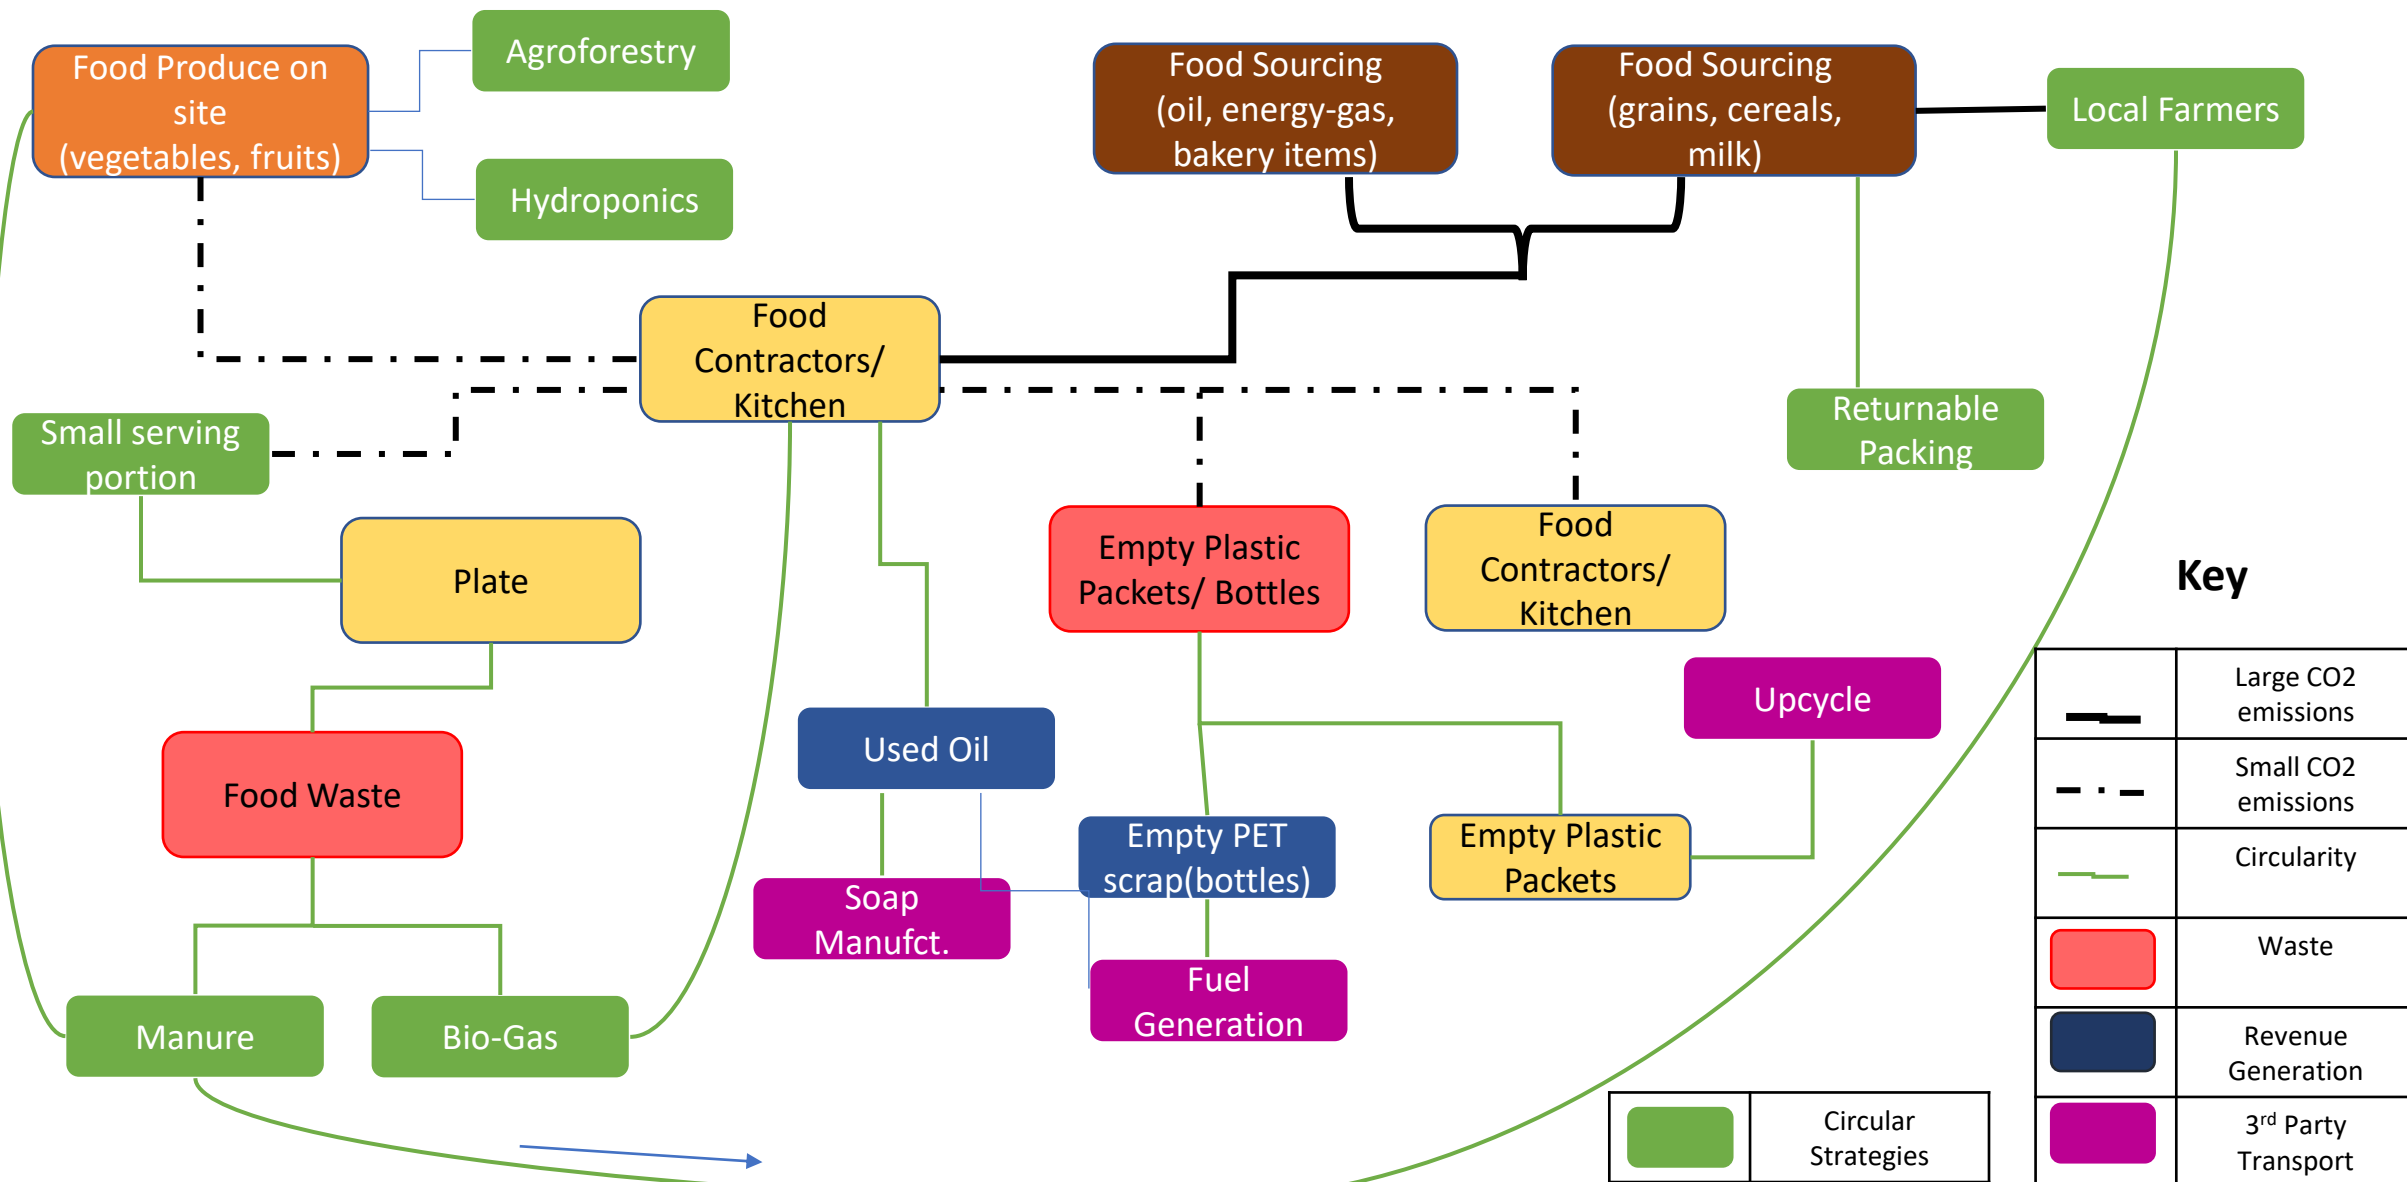 Food Produce on
site
(vegetables, fruits)
Agroforestry
Hydroponics
Food Sourcing
(oil, energy-gas,
bakery items)
Food Sourcing
(grains, cereals,
milk)
Local Farmers
Food
Contractors/
Kitchen
Small serving
portion
Returnable
Packing
Plate
Empty Plastic
Packets/ Bottles
Food
Contractors/
Kitchen
Food Waste
Used Oil
Upcycle
Empty PET
scrap(bottles)
Empty Plastic
Packets
Soap
Manufct.
Fuel
Generation
Manure
Bio-Gas
Key
Large CO2
emissions
Small CO2
emissions
Circularity
Waste
Revenue
Generation
3rd Party
Transport
Circular
Strategies